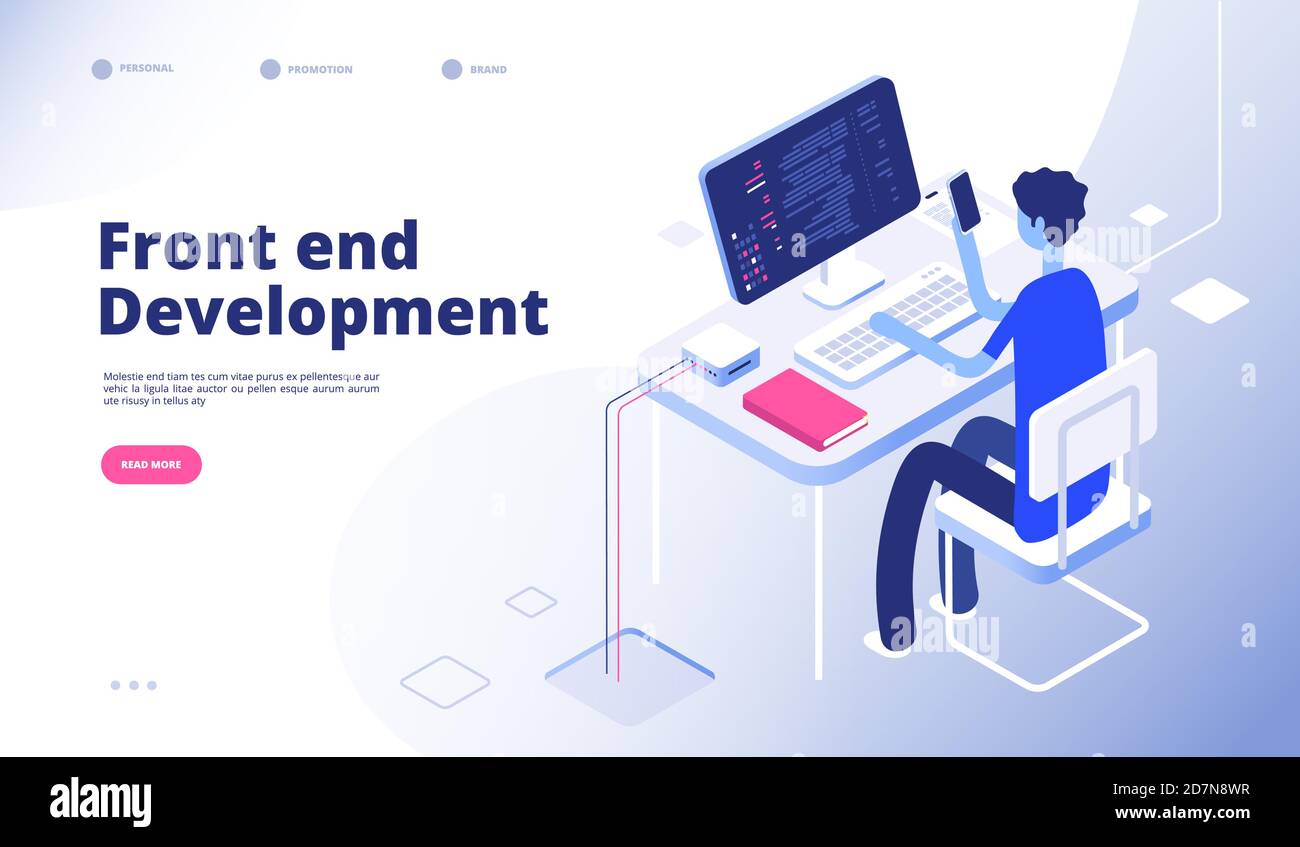 PERSONAL
PROMOTION
BRAND
Front end
Development
Molestie end tiam tes cum vitae purus ex pellentesque aur
vehic la ligula litae auctor ou pellen esque aurum aurum
ute risusy in tellus aty
READ MORE
a
a
a
a
a
a
alamy
Image ID: 2D7N8WR
www.alamy.com